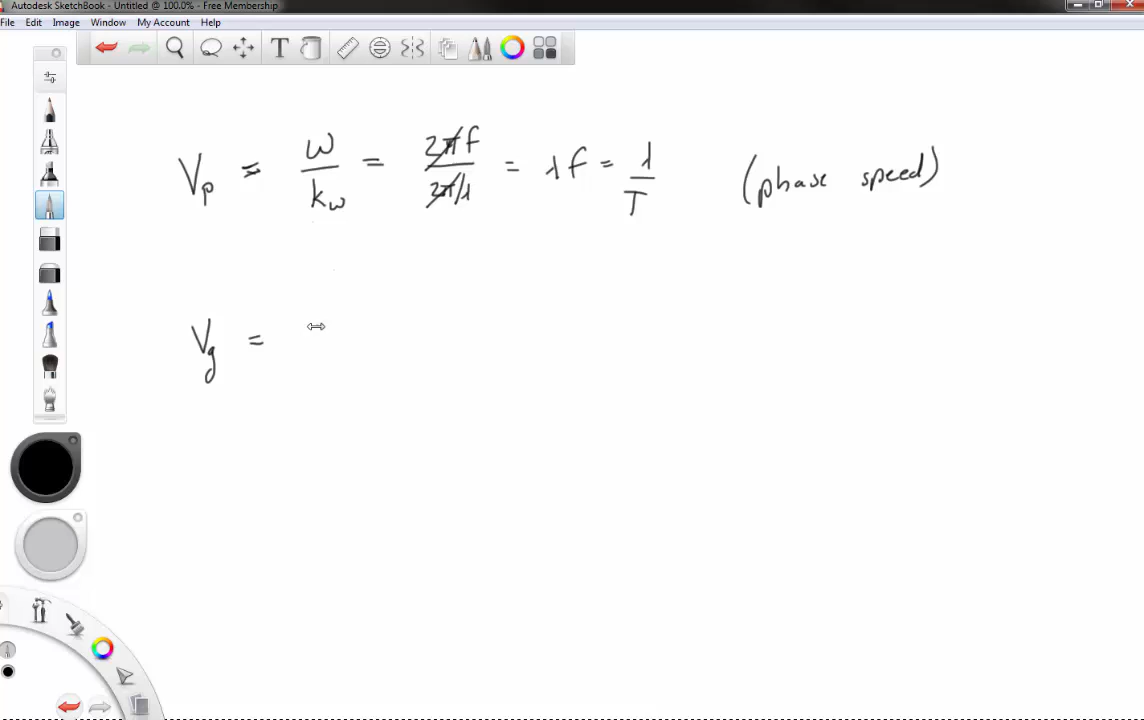 Autodesk SketchBook - Untitled @ 100.0% - Free Membership
File Edit Image Window My Account Help
T
Vp = ω/kω = 2πf/2π/λ = λf = λ/T (phase speed)
Vg =